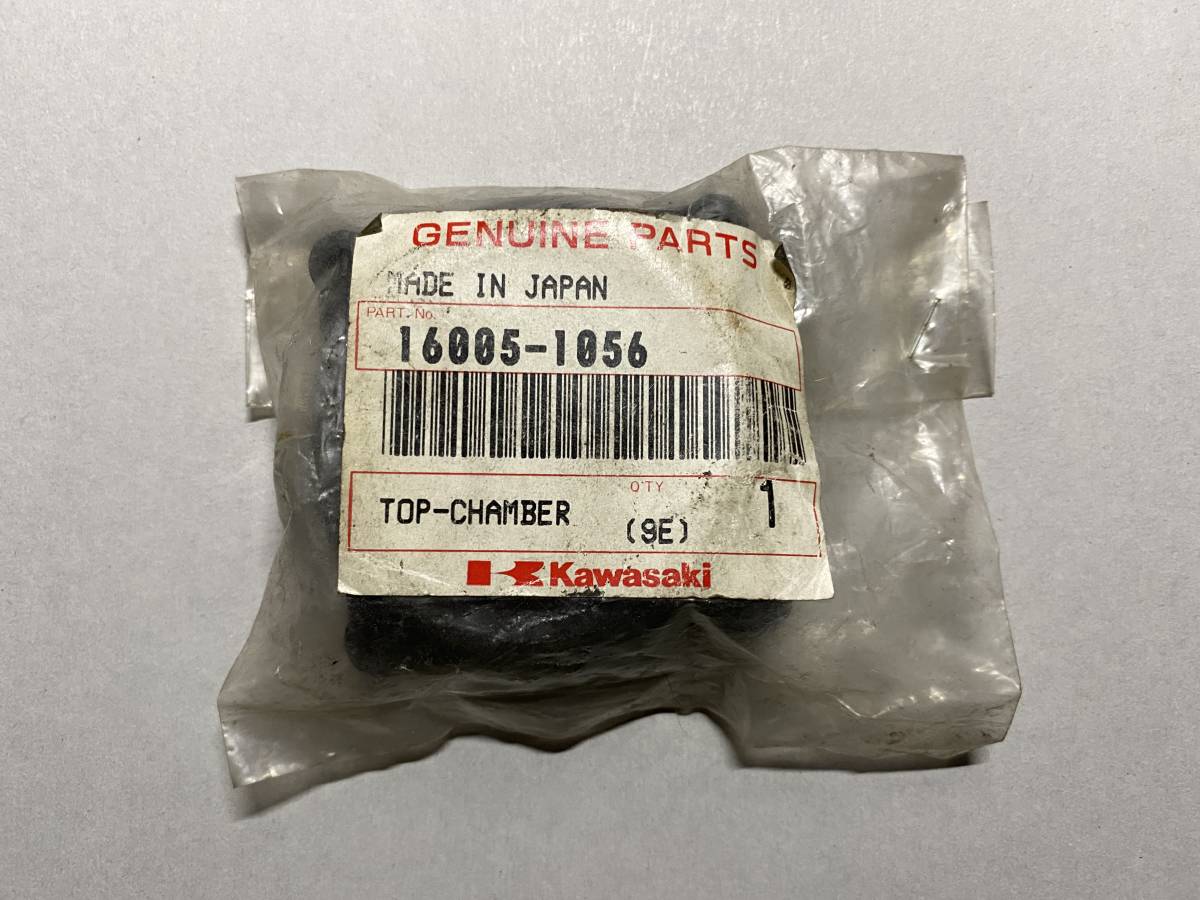 GENUINE PARTS
MADE IN JAPAN
PART. No.
16005-1056
Q'TY
TOP-CHAMBER (9E) 1
Kawasaki